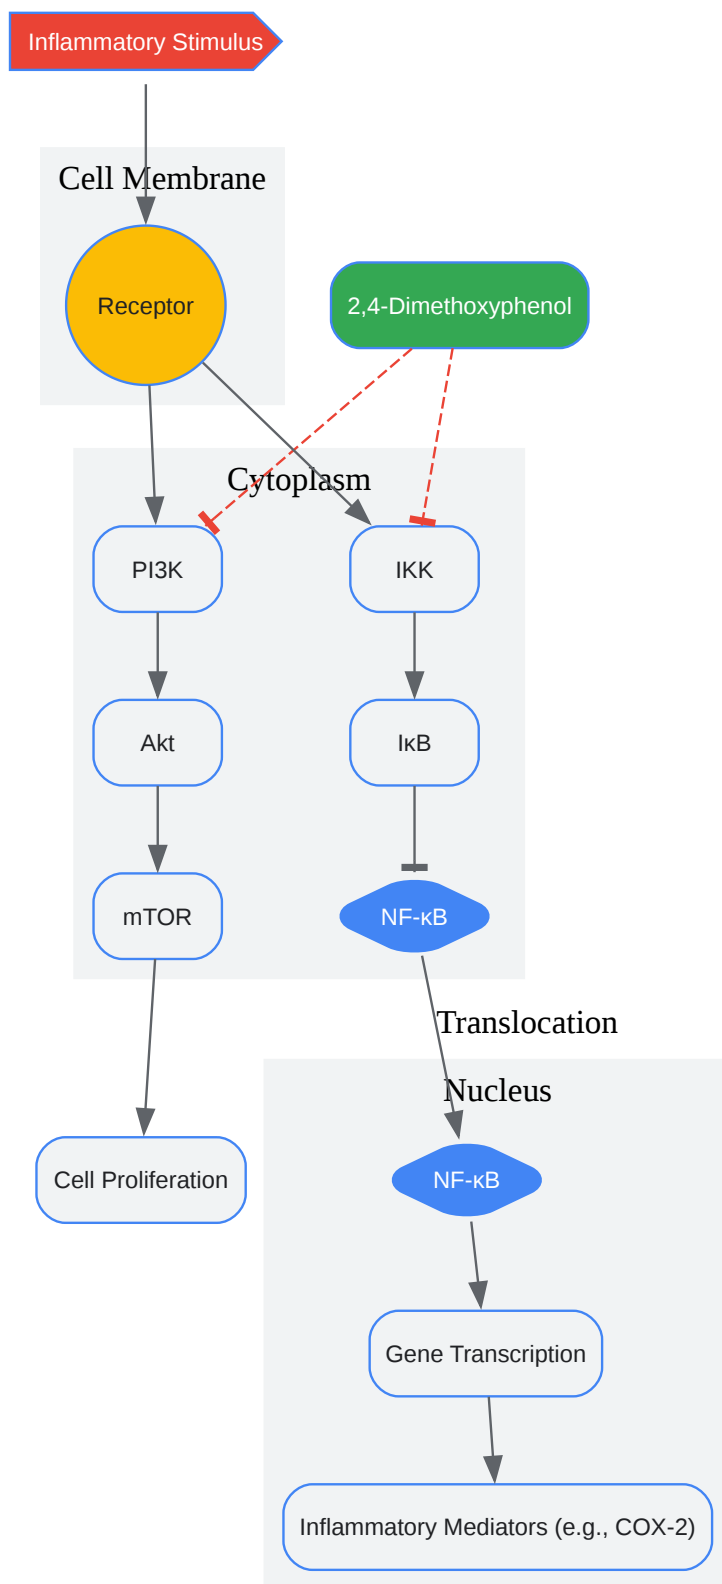 Inflammatory Stimulus
Cell Membrane
Receptor
2,4-Dimethoxyphenol
Cytoplasm
PI3K
IKK
Akt
IκB
mTOR
NF-κB
Translocation
Nucleus
Cell Proliferation
NF-κB
Gene Transcription
Inflammatory Mediators (e.g., COX-2)